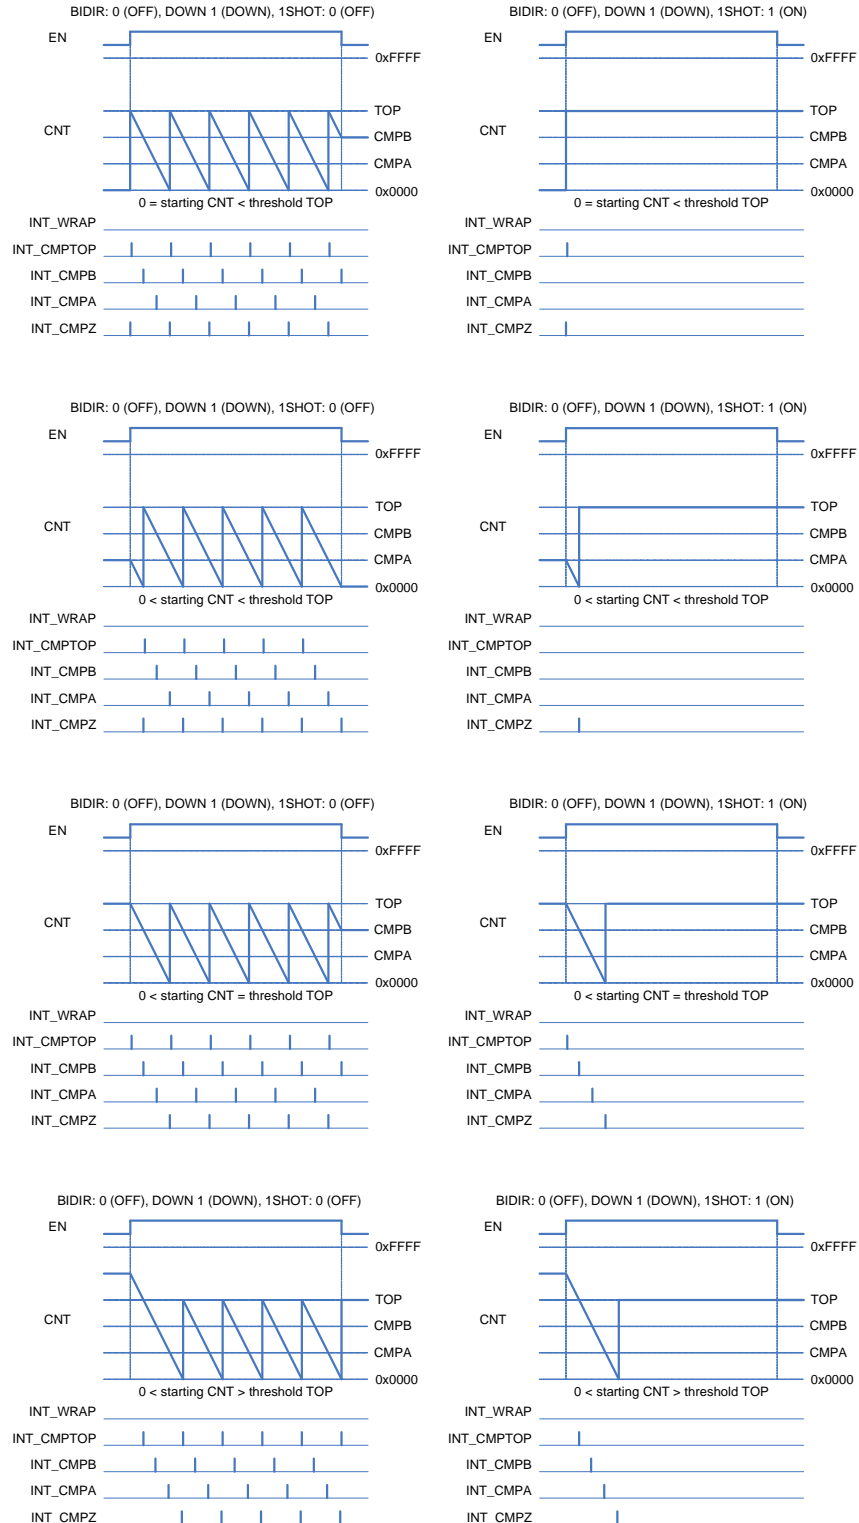 BIDIR: 0 (OFF), DOWN 1 (DOWN), 1SHOT: 0 (OFF)
EN
0xFFFF
TOP
CNT
CMPB
CMPA
0x0000
0 = starting CNT < threshold TOP
INT_WRAP
INT_CMPTOP
INT_CMPB
INT_CMPA
INT_CMPZ
BIDIR: 0 (OFF), DOWN 1 (DOWN), 1SHOT: 1 (ON)
EN
0xFFFF
TOP
CNT
CMPB
CMPA
0x0000
0 = starting CNT < threshold TOP
INT_WRAP
INT_CMPTOP
INT_CMPB
INT_CMPA
INT_CMPZ
BIDIR: 0 (OFF), DOWN 1 (DOWN), 1SHOT: 0 (OFF)
EN
0xFFFF
TOP
CNT
CMPB
CMPA
0x0000
0 < starting CNT < threshold TOP
INT_WRAP
INT_CMPTOP
INT_CMPB
INT_CMPA
INT_CMPZ
BIDIR: 0 (OFF), DOWN 1 (DOWN), 1SHOT: 1 (ON)
EN
0xFFFF
TOP
CNT
CMPB
CMPA
0x0000
0 < starting CNT < threshold TOP
INT_WRAP
INT_CMPTOP
INT_CMPB
INT_CMPA
INT_CMPZ
BIDIR: 0 (OFF), DOWN 1 (DOWN), 1SHOT: 0 (OFF)
EN
0xFFFF
TOP
CNT
CMPB
CMPA
0x0000
0 < starting CNT = threshold TOP
INT_WRAP
INT_CMPTOP
INT_CMPB
INT_CMPA
INT_CMPZ
BIDIR: 0 (OFF), DOWN 1 (DOWN), 1SHOT: 1 (ON)
EN
0xFFFF
TOP
CNT
CMPB
CMPA
0x0000
0 < starting CNT = threshold TOP
INT_WRAP
INT_CMPTOP
INT_CMPB
INT_CMPA
INT_CMPZ
BIDIR: 0 (OFF), DOWN 1 (DOWN), 1SHOT: 0 (OFF)
EN
0xFFFF
TOP
CNT
CMPB
CMPA
0x0000
0 < starting CNT > threshold TOP
INT_WRAP
INT_CMPTOP
INT_CMPB
INT_CMPA
INT_CMPZ
BIDIR: 0 (OFF), DOWN 1 (DOWN), 1SHOT: 1 (ON)
EN
0xFFFF
TOP
CNT
CMPB
CMPA
0x0000
0 < starting CNT > threshold TOP
INT_WRAP
INT_CMPTOP
INT_CMPB
INT_CMPA
INT_CMPZ